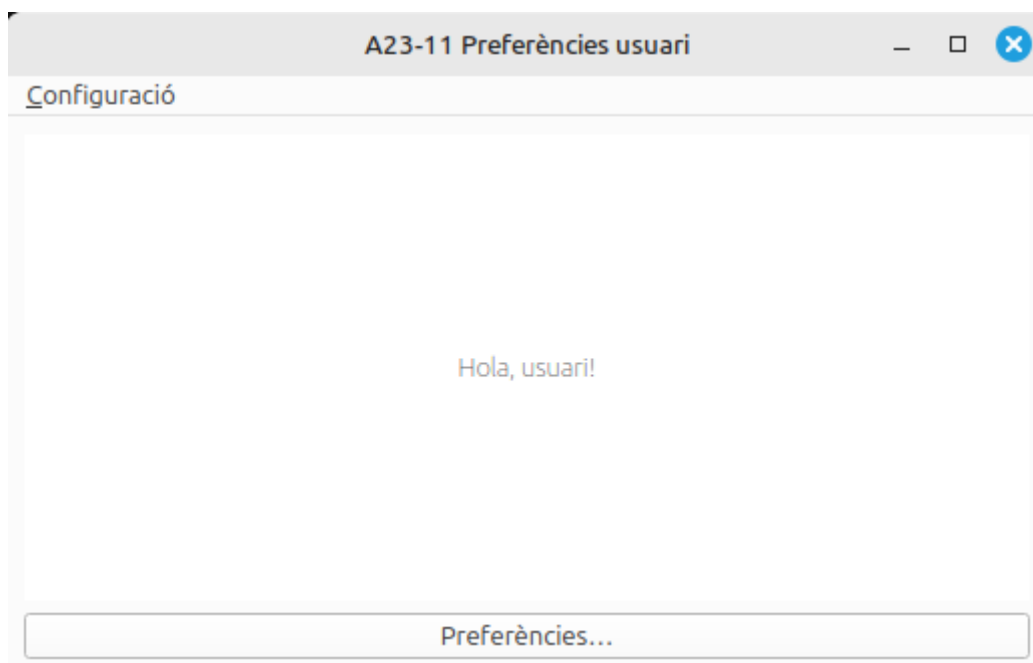 A23-11 Preferències usuari
Configuració
Hola, usuari!
Preferències...